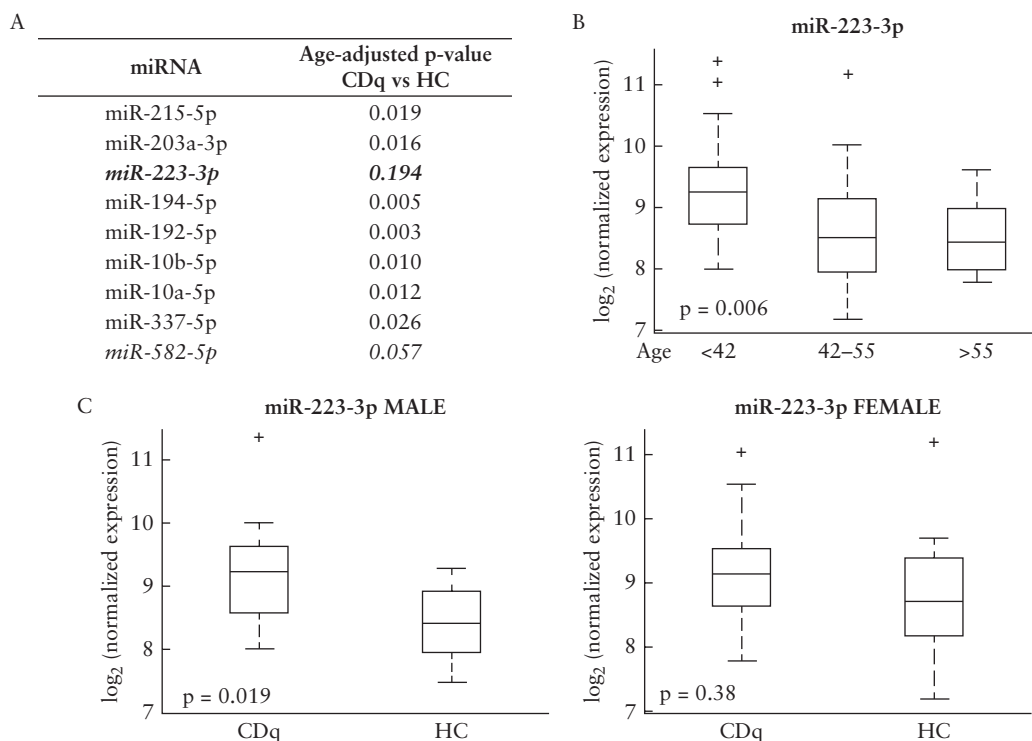 A
miRNA
Age-adjusted p-value
CDq vs HC
miR-215-5p 0.019
miR-203a-3p 0.016
miR-223-3p 0.194
miR-194-5p 0.005
miR-192-5p 0.003
miR-10b-5p 0.010
miR-10a-5p 0.012
miR-337-5p 0.026
miR-582-5p 0.057
B
miR-223-3p
log2 (normalized expression)
11
10
9
8
7
p = 0.006
Age <42 42–55 >55
C
miR-223-3p MALE
log2 (normalized expression)
11
10
9
8
7
p = 0.019
CDq HC
miR-223-3p FEMALE
log2 (normalized expression)
11
10
9
8
7
p = 0.38
CDq HC